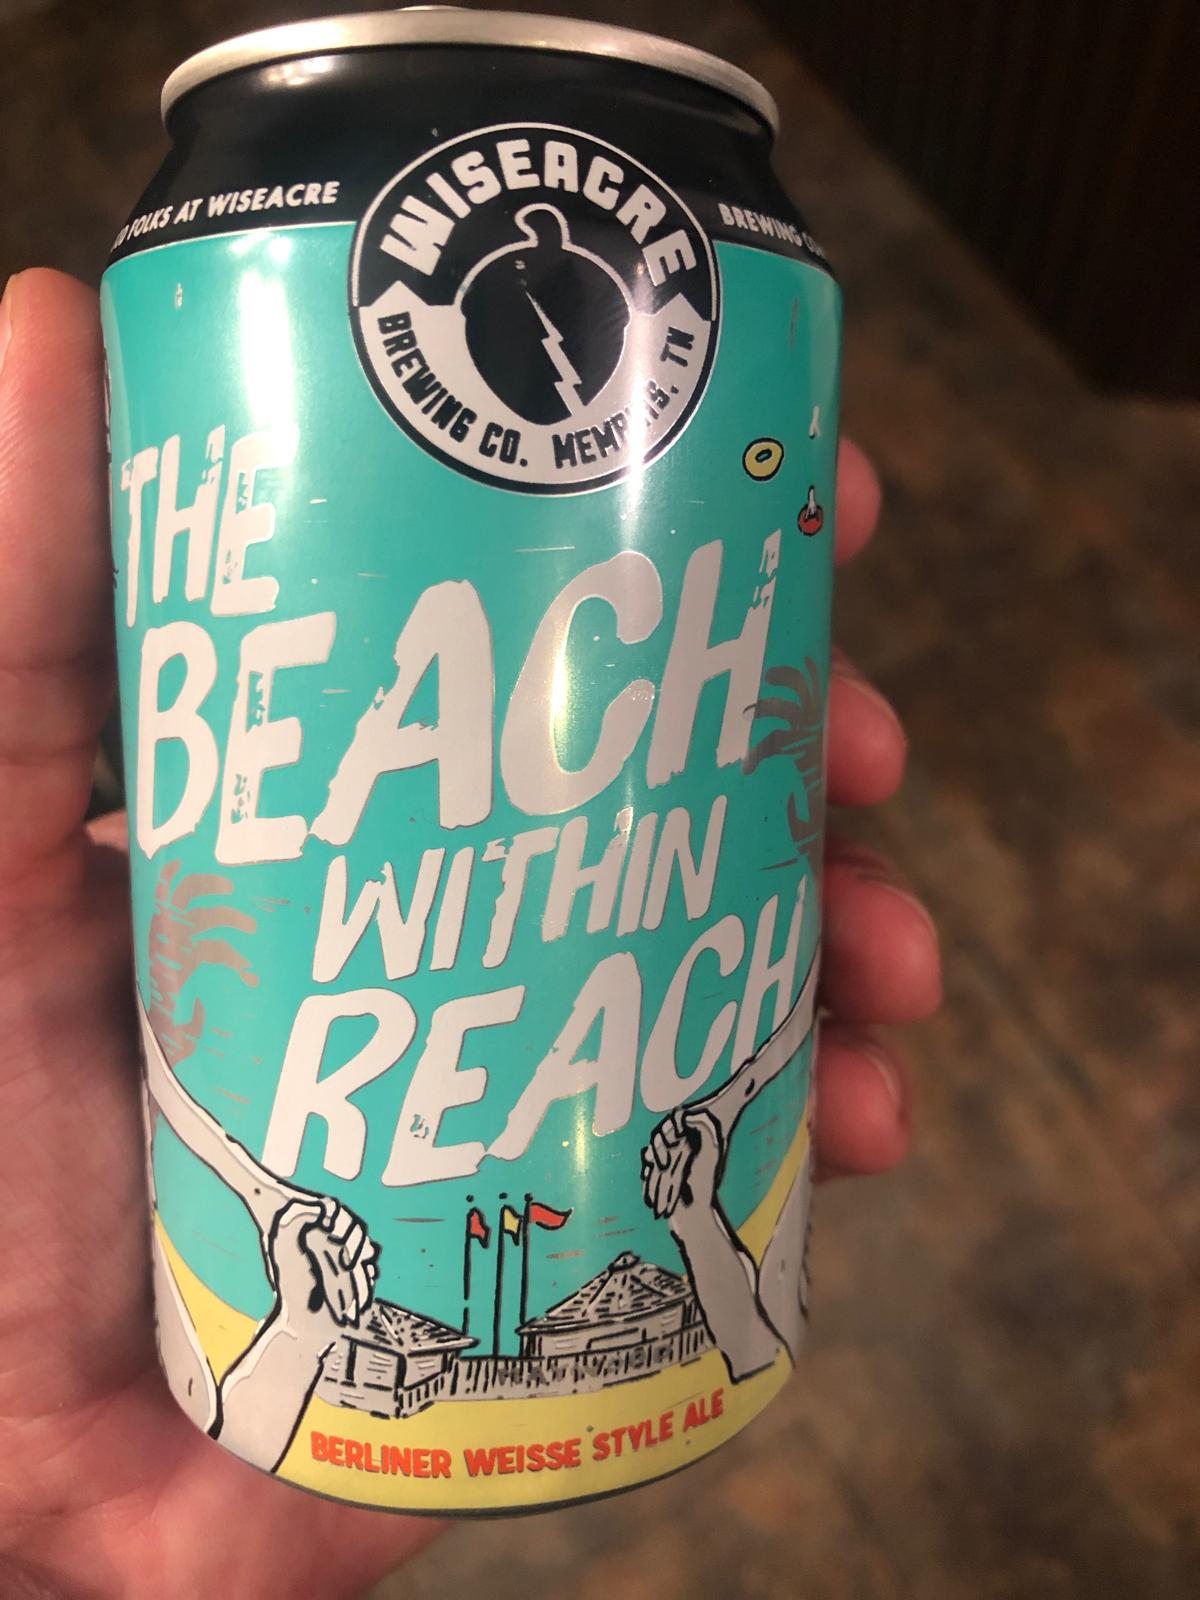 FOLKS AT WISEACRE
BREWING
WISEACRE
BREWING CO. MEMPHIS, TN
THE
BEACH
WITHIN
REACH
BERLINER WEISSE STYLE ALE